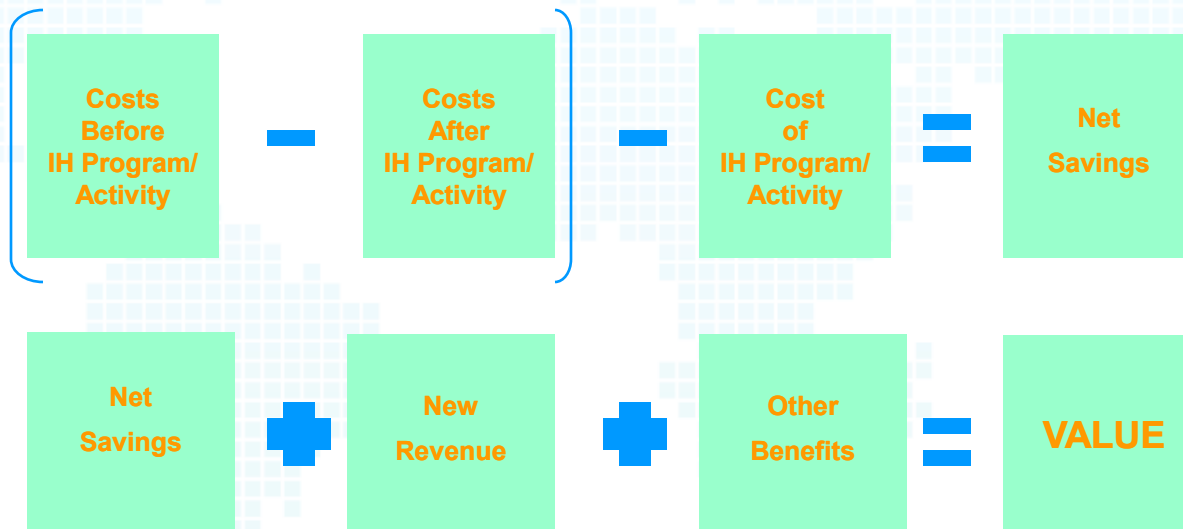 Costs
Before
IH Program/
Activity
Costs
After
IH Program/
Activity
Cost
of
IH Program/
Activity
Net
Savings
Net
Savings
New
Revenue
Other
Benefits
VALUE